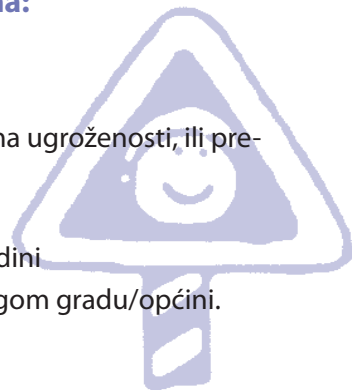 na:
na ugroženosti, ili pre-
dini
gom gradu/općini.